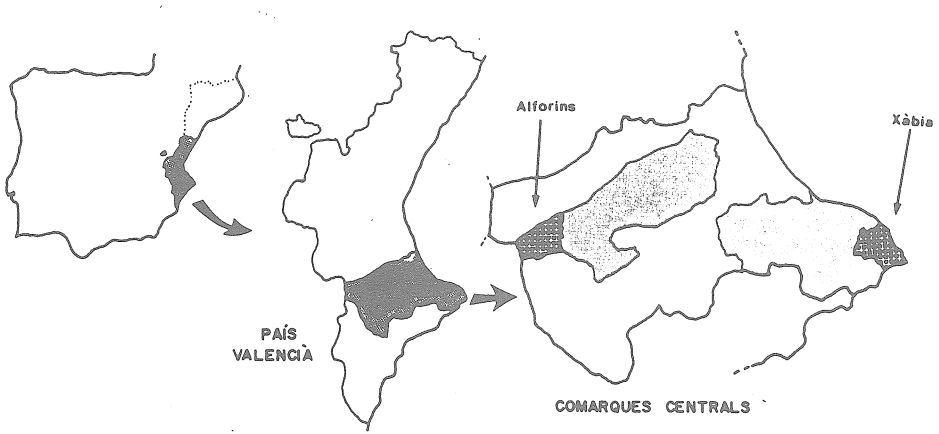 Alforins
Xàbia
PAÍS
VALENCIÀ
COMARQUES CENTRALS